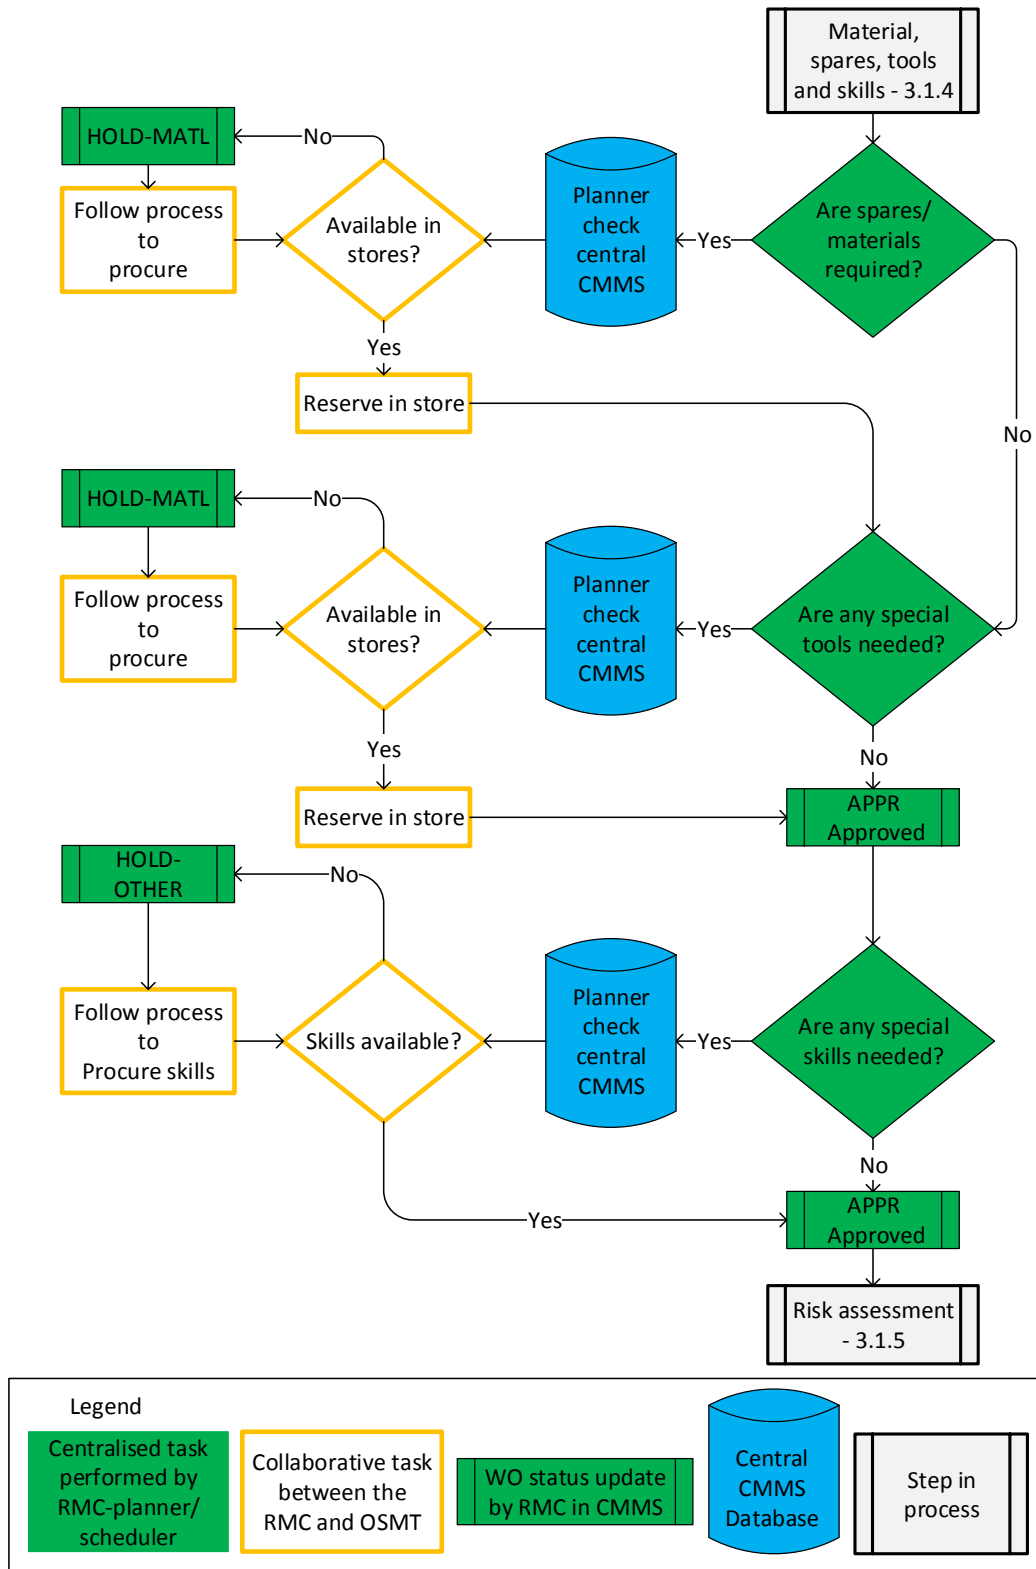 Material,
spares, tools
and skills - 3.1.4
HOLD-MATL
No
Follow process
to
procure
Available in
stores?
Planner
check
central
CMMS
Yes
Are spares/
materials
required?
Yes
Reserve in store
No
HOLD-MATL
No
Follow process
to
procure
Available in
stores?
Planner
check
central
CMMS
Yes
Are any special
tools needed?
Yes
No
Reserve in store
APPR
Approved
HOLD-
OTHER
No
Follow process
to
Procure skills
Skills available?
Planner
check
central
CMMS
Yes
Are any special
skills needed?
No
Yes
APPR
Approved
Risk assessment
- 3.1.5
Legend
Centralised task
performed by
RMC-planner/
scheduler
Collaborative task
between the
RMC and OSMT
WO status update
by RMC in CMMS
Central
CMMS
Database
Step in
process